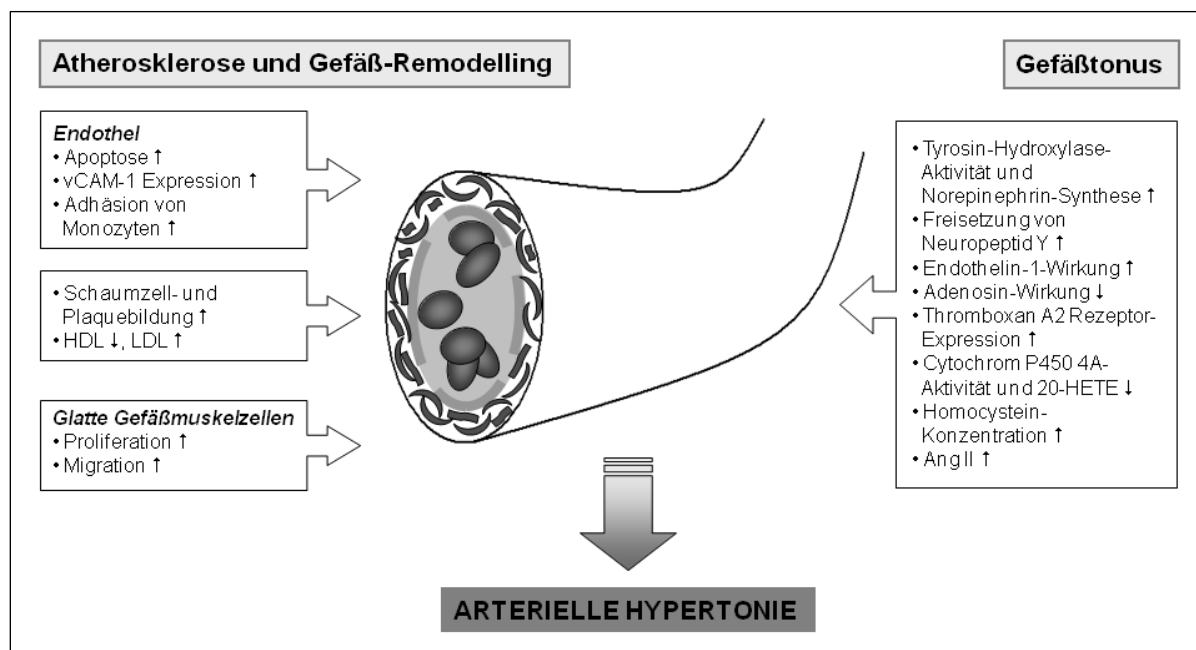 Atherosklerose und Gefäß-Remodelling
Endothel
• Apoptose ↑
• vCAM-1 Expression ↑
• Adhäsion von
Monozyten ↑
• Schaumzell- und
Plaquebildung ↑
• HDL ↓, LDL ↑
Glatte Gefäßmuskelzellen
• Proliferation ↑
• Migration ↑
Gefäßtonus
• Tyrosin-Hydroxylase-
Aktivität und
Norepinephrin-Synthese ↑
• Freisetzung von
Neuropeptid Y ↑
• Endothelin-1-Wirkung ↑
• Adenosin-Wirkung ↓
• Thromboxan A2 Rezeptor-
Expression ↑
• Cytochrom P450 4A-
Aktivität und 20-HETE ↓
• Homocystein-
Konzentration ↑
• Ang II ↑
ARTERIELLE HYPERTONIE